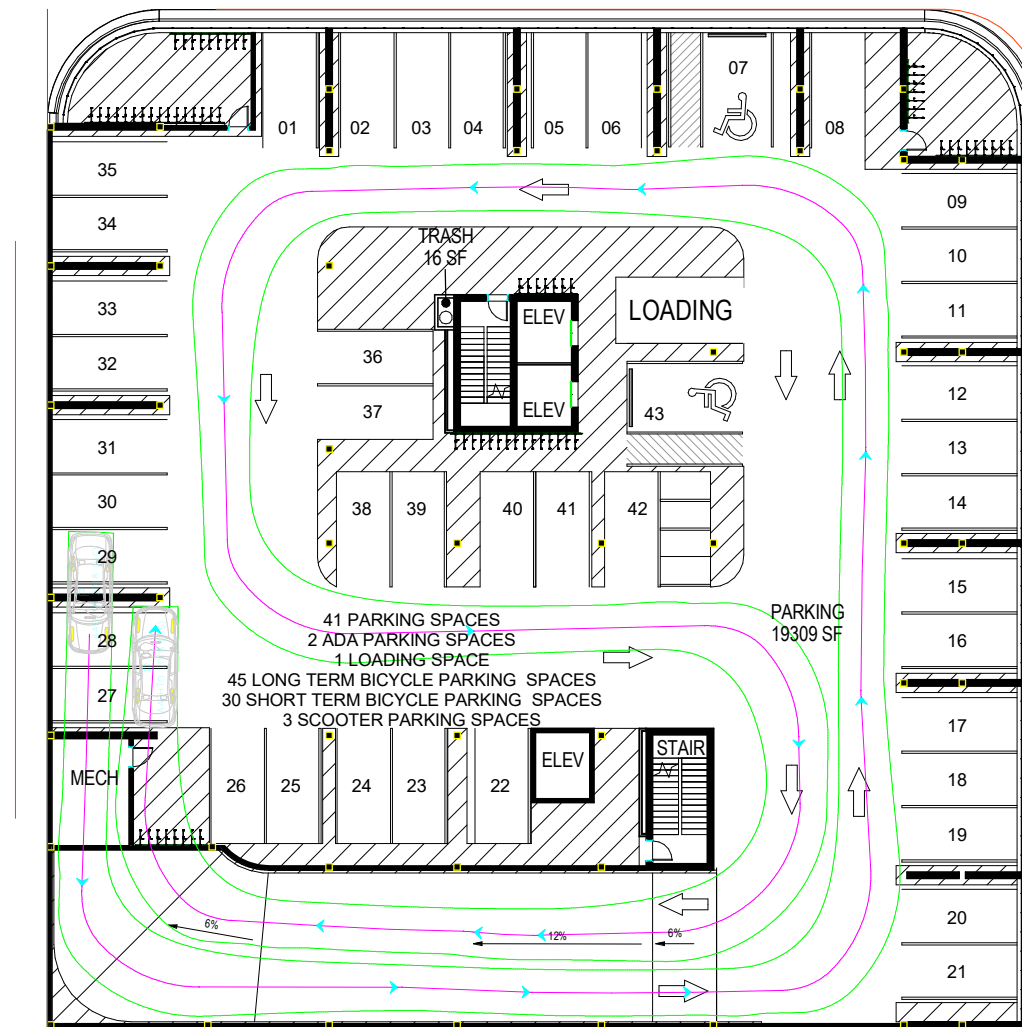 07
01
02
03
04
05
06
08
35
09
34
TRASH
16 SF
10
33
ELEV
LOADING
11
32
36
12
37
ELEV
43
31
13
30
38
39
40
41
42
14
29
15
41 PARKING SPACES
2 ADA PARKING SPACES
1 LOADING SPACE
45 LONG TERM BICYCLE PARKING SPACES
30 SHORT TERM BICYCLE PARKING SPACES
3 SCOOTER PARKING SPACES
PARKING
19309 SF
28
16
27
17
MECH
26
25
24
23
22
ELEV
STAIR
18
19
6%
12%
6%
20
21